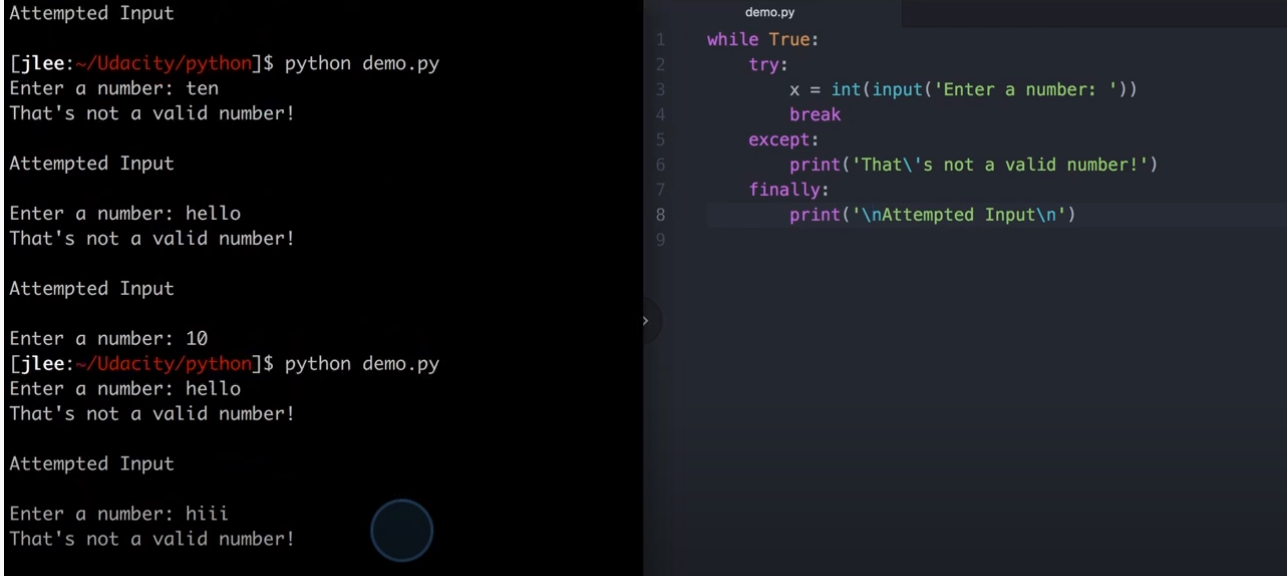 Attempted Input
[jlee:~/Udacity/python]$ python demo.py
Enter a number: ten
That's not a valid number!
Attempted Input
Enter a number: hello
That's not a valid number!
Attempted Input
Enter a number: 10
[jlee:~/Udacity/python]$ python demo.py
Enter a number: hello
That's not a valid number!
Attempted Input
Enter a number: hiii
That's not a valid number!
demo.py
1 while True:
2     try:
3         x = int(input('Enter a number: '))
4         break
5     except:
6         print('That\'s not a valid number!')
7     finally:
8         print('\nAttempted Input\n')
9